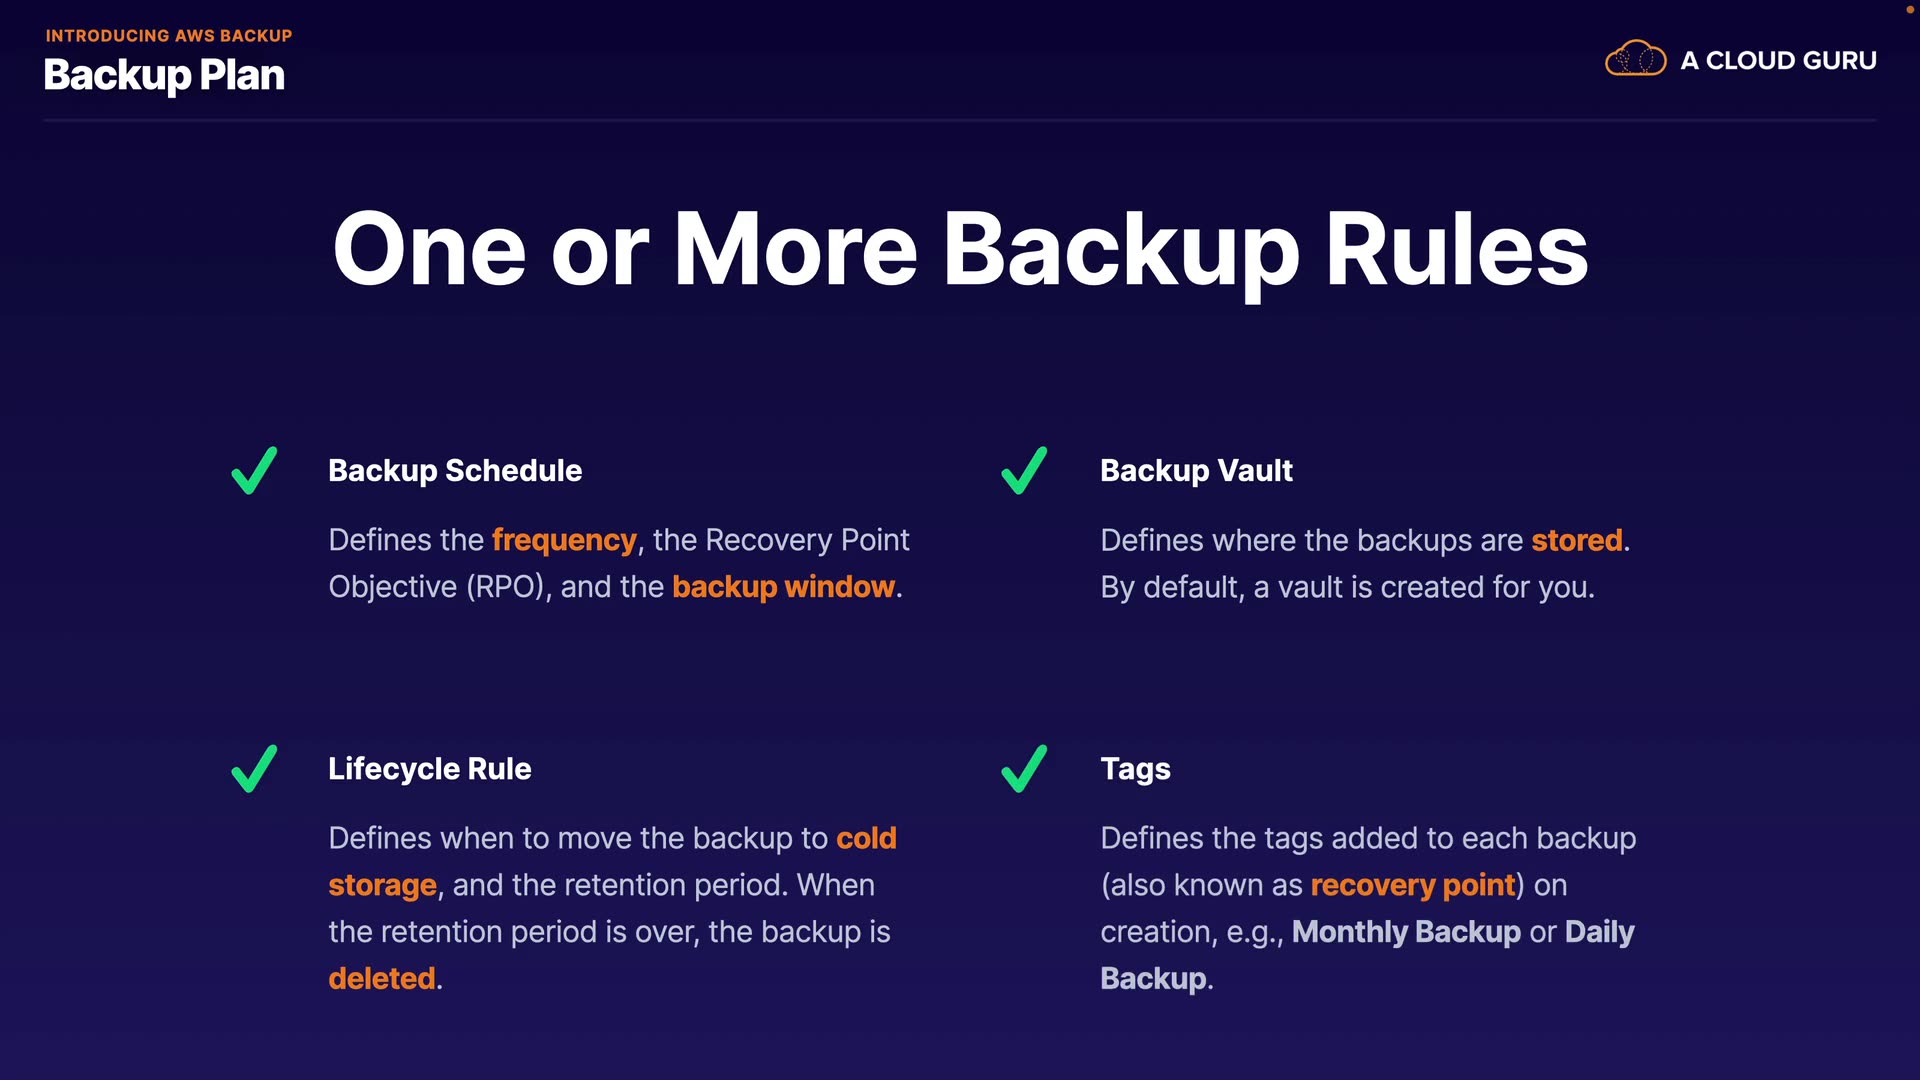 INTRODUCING AWS BACKUP
Backup Plan
A CLOUD GURU
One or More Backup Rules
Backup Schedule
Defines the frequency, the Recovery Point
Objective (RPO), and the backup window.
Backup Vault
Defines where the backups are stored.
By default, a vault is created for you.
Lifecycle Rule
Defines when to move the backup to cold
storage, and the retention period. When
the retention period is over, the backup is
deleted.
Tags
Defines the tags added to each backup
(also known as recovery point) on
creation, e.g., Monthly Backup or Daily
Backup.